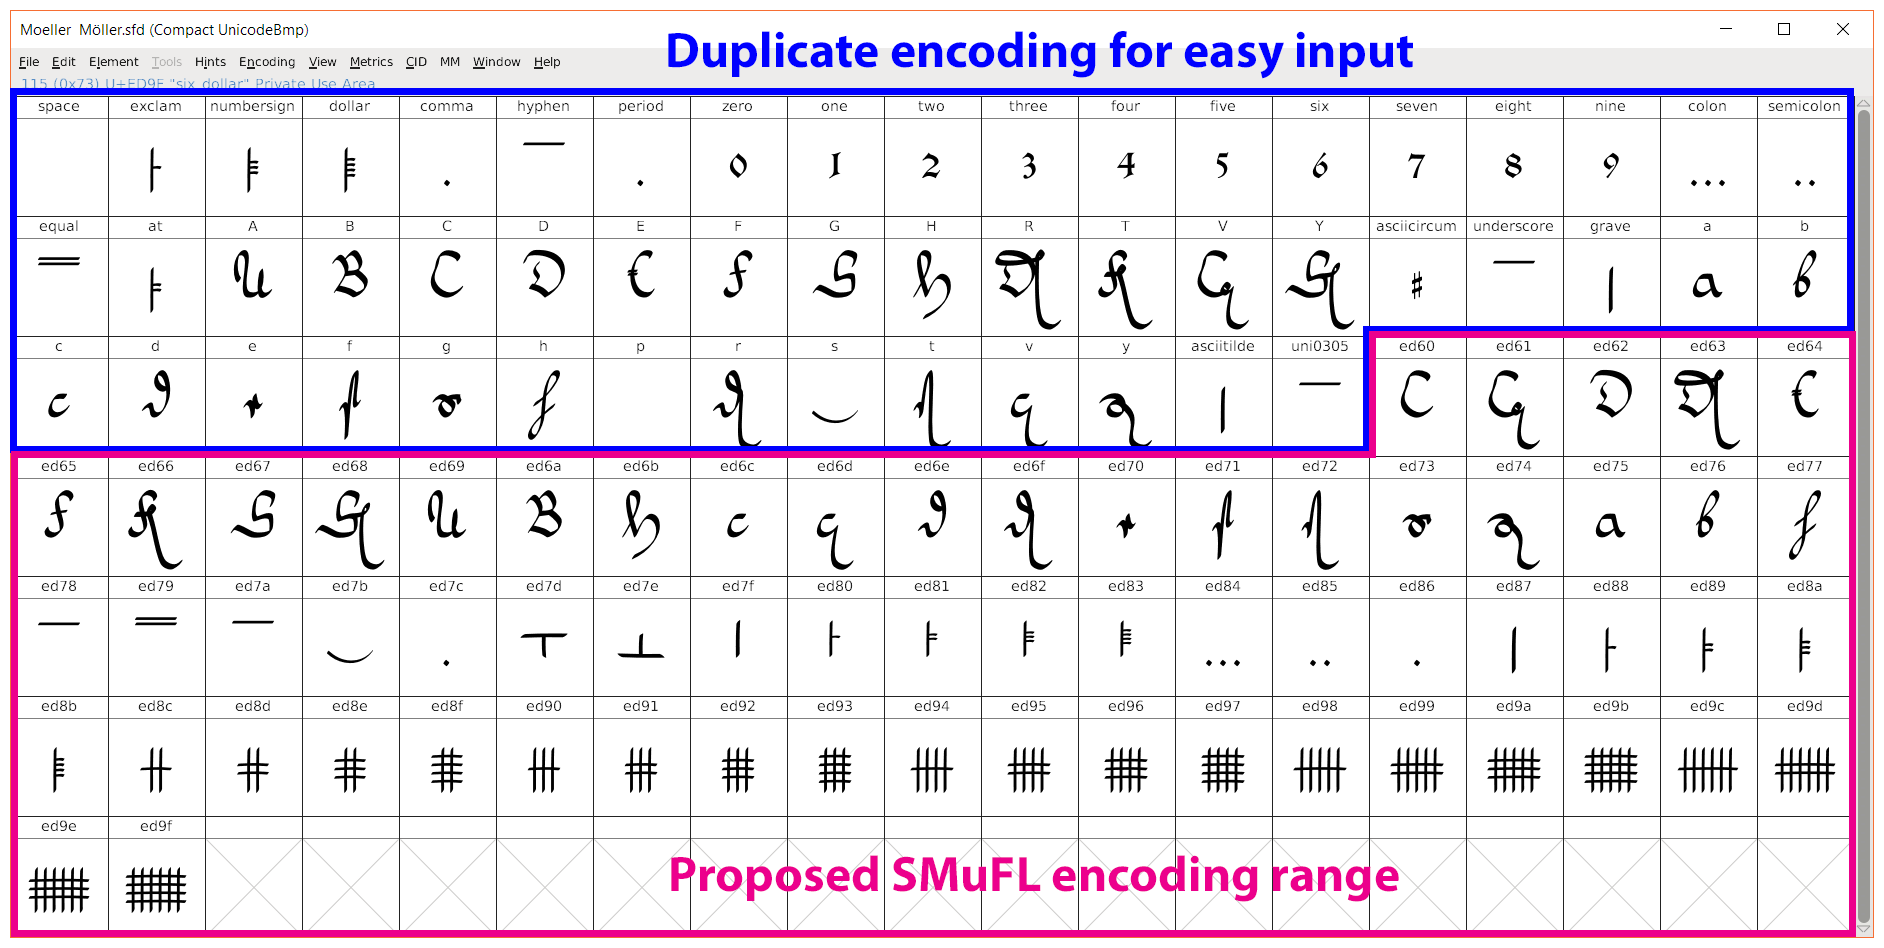 Moeller Möller.sfd (Compact UnicodeBmp)
Duplicate encoding for easy input
File Edit Element Tools Hints Encoding View Metrics CID MM Window Help
115 (0x73) U+ED9F "six_dollar" Private Use Area
space exclam numbersign dollar comma hyphen period zero one two three four five six seven eight nine colon semicolon
. . 0 1 2 3 4 5 6 7 8 9 ... ..
equal at A B C D E F G H R T V Y asciicircum underscore grave a b
c d e f g h p r s t v y asciitilde uni0305 ed60 ed61 ed62 ed63 ed64
ed65 ed66 ed67 ed68 ed69 ed6a ed6b ed6c ed6d ed6e ed6f ed70 ed71 ed72 ed73 ed74 ed75 ed76 ed77
ed78 ed79 ed7a ed7b ed7c ed7d ed7e ed7f ed80 ed81 ed82 ed83 ed84 ed85 ed86 ed87 ed88 ed89 ed8a
ed8b ed8c ed8d ed8e ed8f ed90 ed91 ed92 ed93 ed94 ed95 ed96 ed97 ed98 ed99 ed9a ed9b ed9c ed9d
ed9e ed9f
Proposed SMuFL encoding range